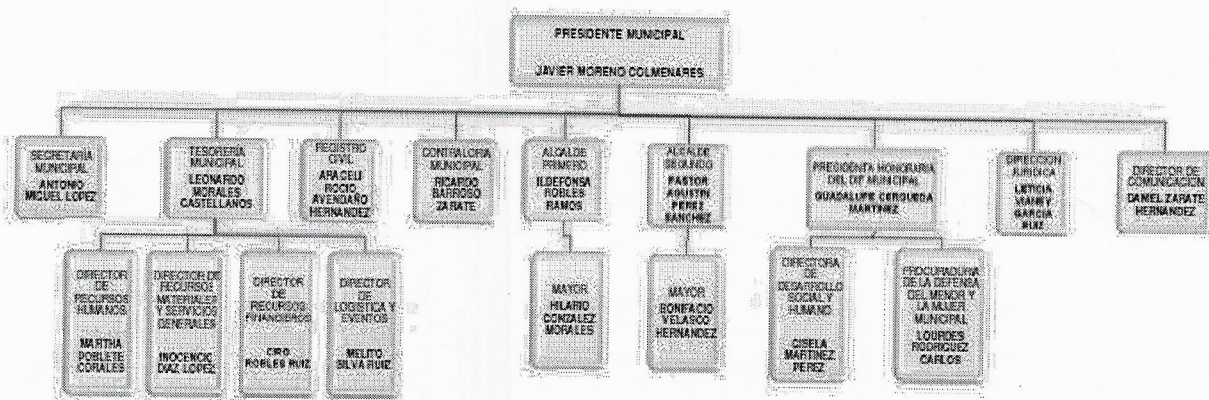 PRESIDENTE MUNICIPAL
JAVIER MORENO COLMENARES
SECRETARIA
MUNICIPAL
ANTONIO
MIGUEL LOPEZ
TESORERÍA
MUNICIPAL
LEONARDO
MORALES
CASTELLANOS
REGISTRO
CIVIL
ARACELI
ROCIO
AVENDAÑO
HERNANDEZ
CONTRALORIA
MUNICIPAL
RICARDO
BARROSO
ZARATE
ALCALDE
PRIMERO
ILDEFONSA
ROBLES
RAMOS
ALCALDE
SEGUNDO
PASTOR
AGUSTIN
PEREZ
SANCHEZ
PRESIDENTA HONORARIA
DEL DIF MUNICIPAL
GUADALUPE CERQUEDA
MARTINEZ
DIRECCION
JURIDICA
LETICIA
VIANEY
GARCIA
RUIZ
DIRECTOR DE
COMUNICACIÓN
DANIEL ZARATE
HERNANDEZ
DIRECTOR
DE
RECURSOS
HUMANOS
MARTHA
POBLETE
CORALES
DIRECTOR DE
RECURSOS
MATERIALES
Y SERVICIOS
GENERALES
INOCENCIO
DIAZ LOPEZ
DIRECTOR
DE
RECURSOS
FINANCIEROS
CIRO
ROBLES RUIZ
DIRECTOR
DE
LOGISTICA Y
EVENTOS
MELITO
SILVA RUIZ
MAYOR
HILARIO
GONZALEZ
MORALES
MAYOR
BONIFACIO
VELASCO
HERNANDEZ
DIRECTORA
DE
DESARROLLO
SOCIAL Y
HUMANO
GISELA
MARTINEZ
PEREZ
PROCURADURIA
DE LA DEFENSA
DEL MENOR Y
LA MUJER
MUNICIPAL
LOURDES
RODRIGUEZ
CARLOS